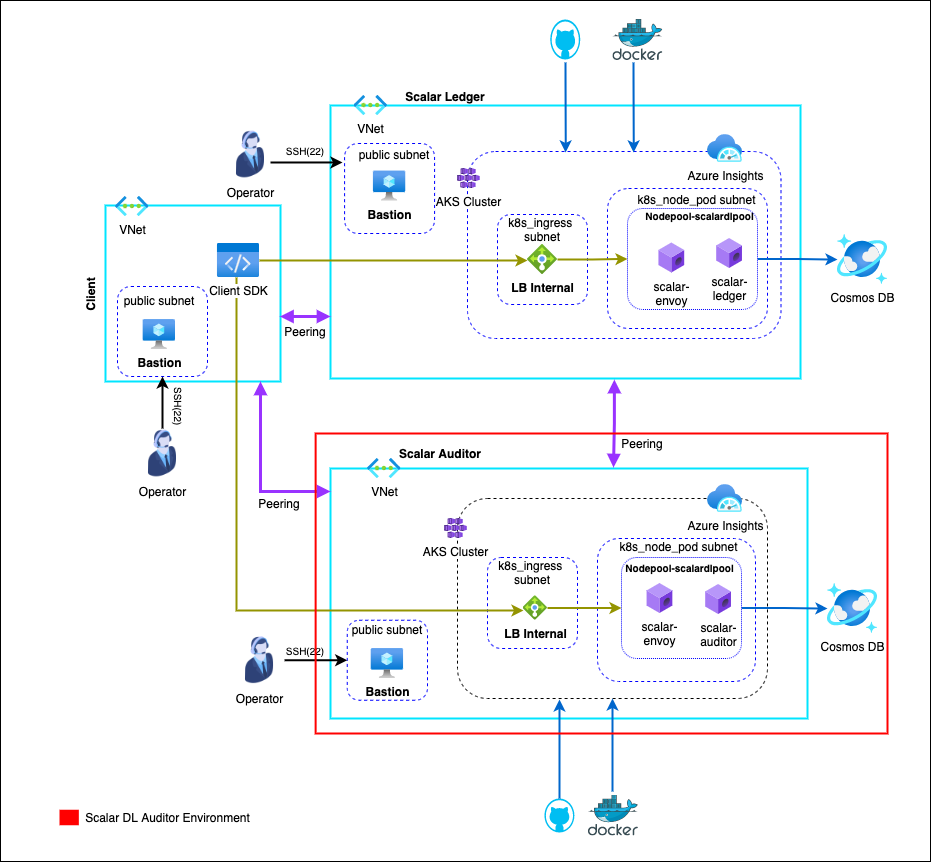 docker
Scalar Ledger
VNet
SSH(22)
Operator
public subnet
Bastion
Azure Insights
AKS Cluster
k8s_node_pod subnet
Nodepool-scalardlpool
k8s_ingress
subnet
LB Internal
scalar-
envoy
scalar-
ledger
Cosmos DB
VNet
Client
Client SDK
public subnet
Bastion
Peering
SSH(22)
Operator
Peering
Peering
Scalar Auditor
VNet
Azure Insights
AKS Cluster
k8s_node_pod subnet
Nodepool-scalardlpool
k8s_ingress
subnet
LB Internal
scalar-
envoy
scalar-
auditor
Cosmos DB
public subnet
Bastion
SSH(22)
Operator
docker
Scalar DL Auditor Environment